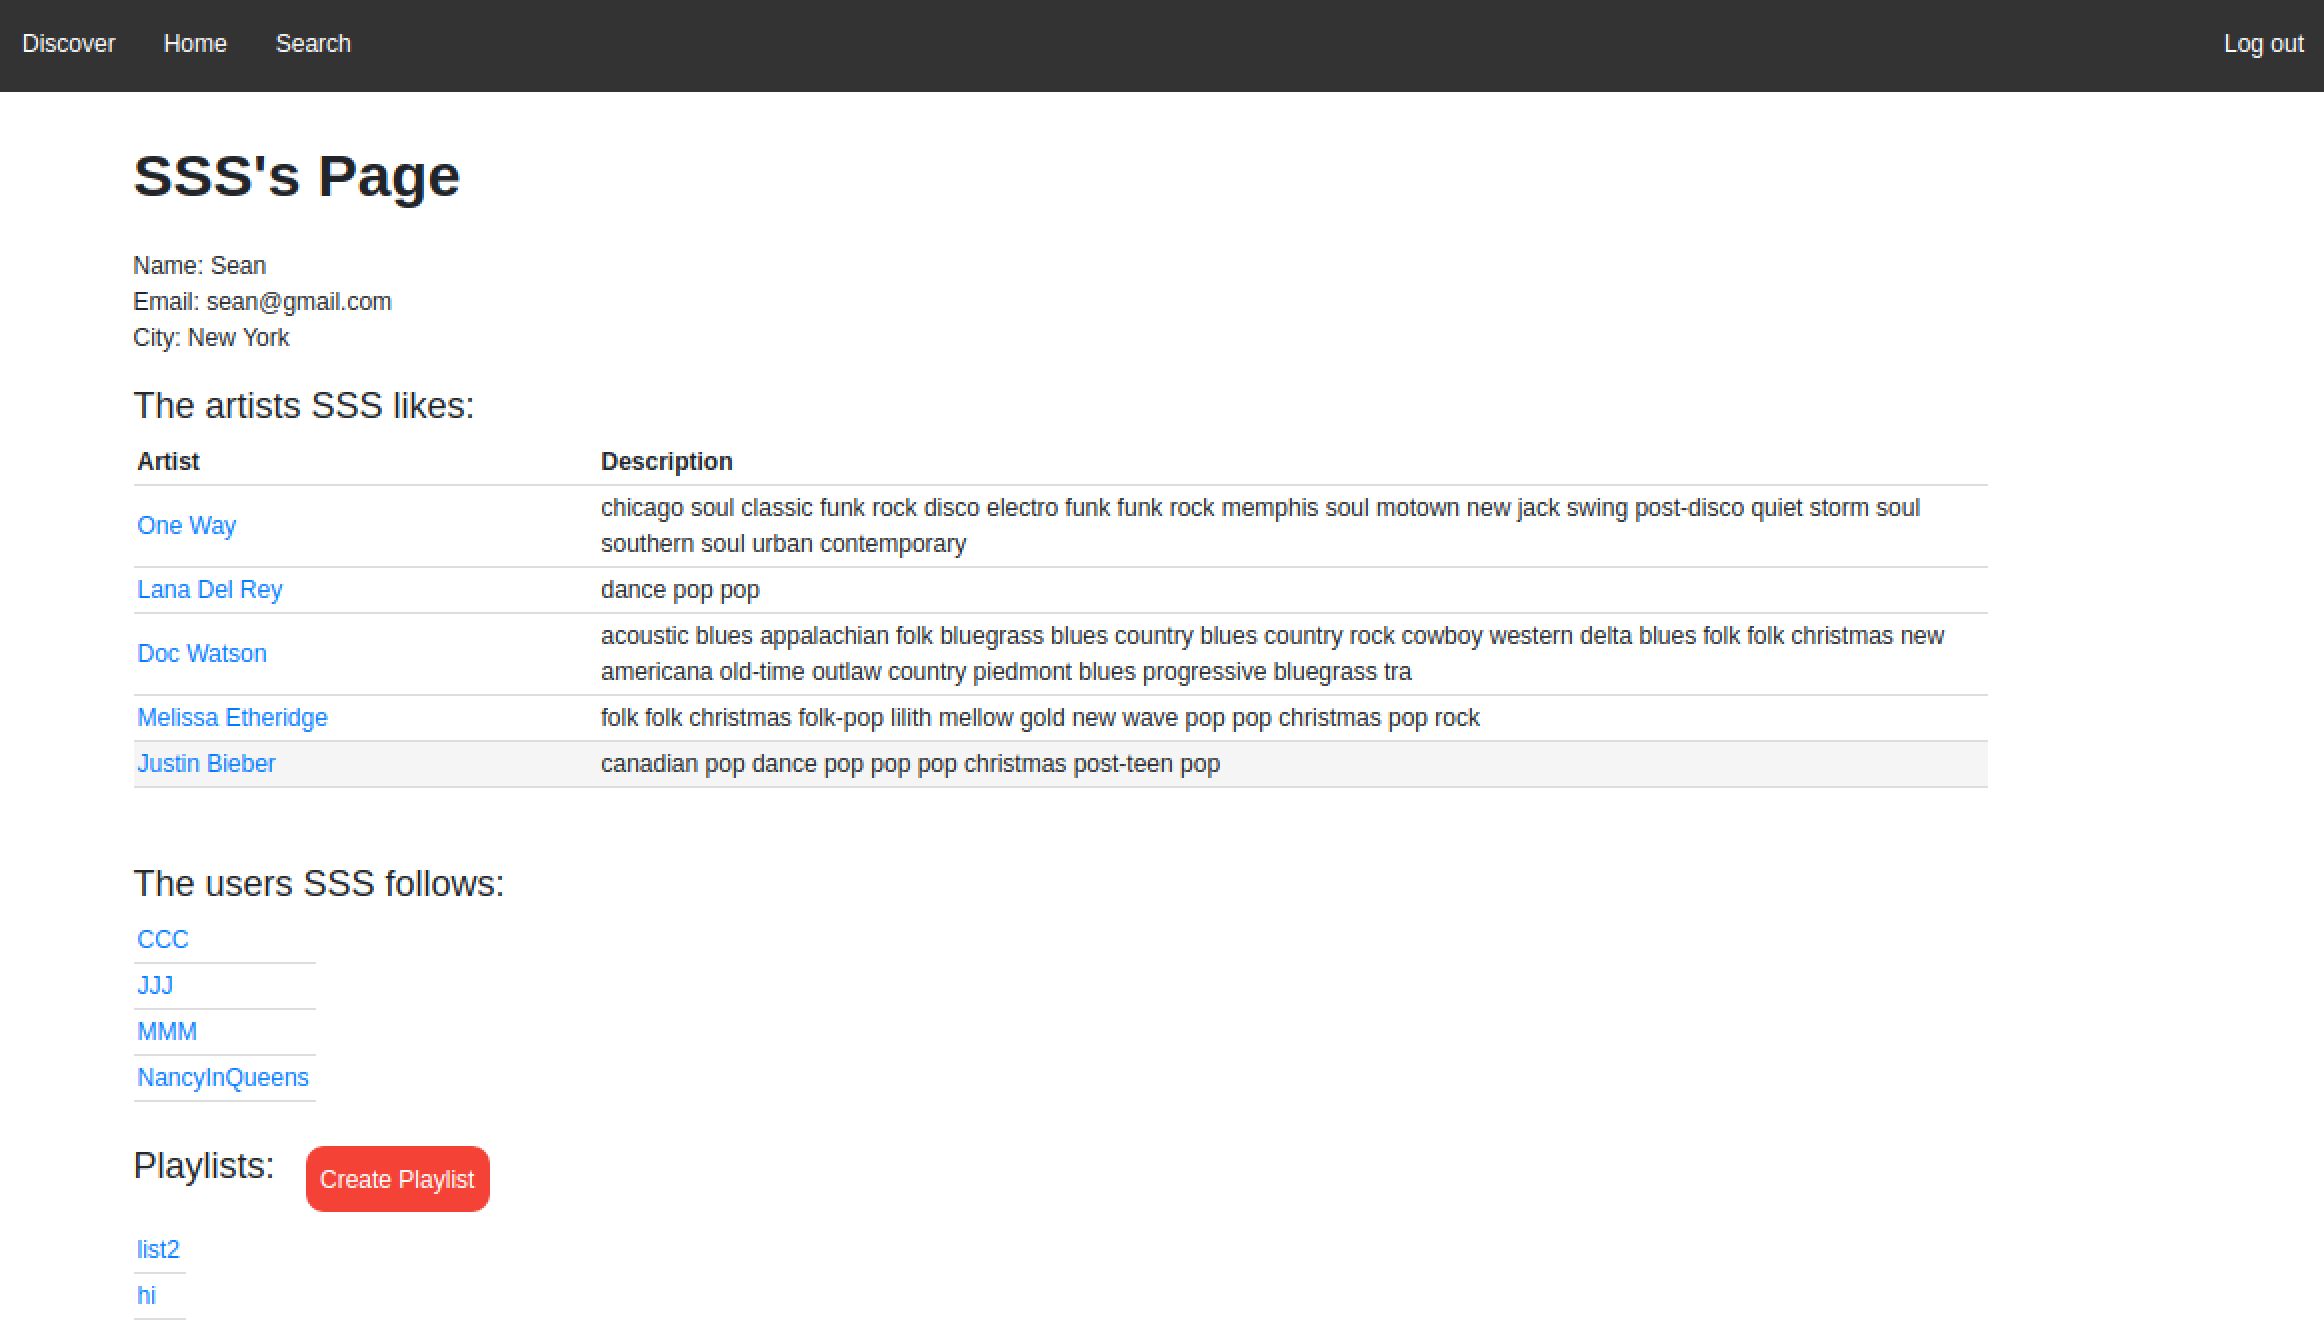 Discover Home Search Log out
SSS's Page
Name: Sean
Email: sean@gmail.com
City: New York
The artists SSS likes:
Artist Description
One Way chicago soul classic funk rock disco electro funk funk rock memphis soul motown new jack swing post-disco quiet storm soul
southern soul urban contemporary
Lana Del Rey dance pop pop
Doc Watson acoustic blues appalachian folk bluegrass blues country blues country rock cowboy western delta blues folk folk christmas new
americana old-time outlaw country piedmont blues progressive bluegrass tra
Melissa Etheridge folk folk christmas folk-pop lilith mellow gold new wave pop pop christmas pop rock
Justin Bieber canadian pop dance pop pop pop christmas post-teen pop
The users SSS follows:
CCC
JJJ
MMM
NancyInQueens
Playlists: Create Playlist
list2
hi